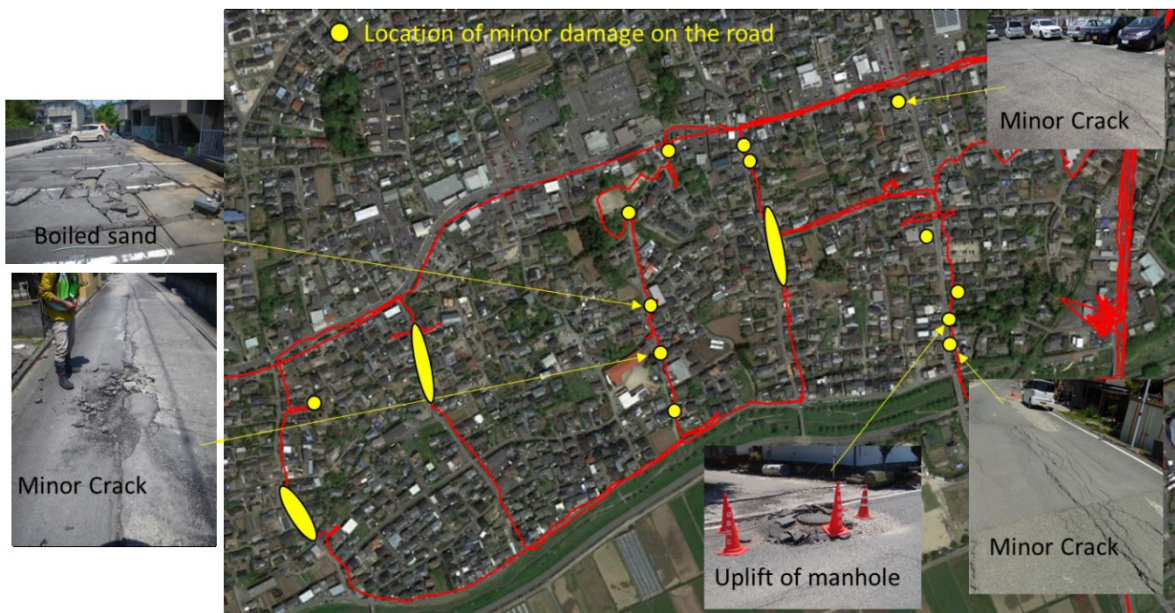 Location of minor damage on the road
Minor Crack
Boiled sand
Minor Crack
Uplift of manhole
Minor Crack